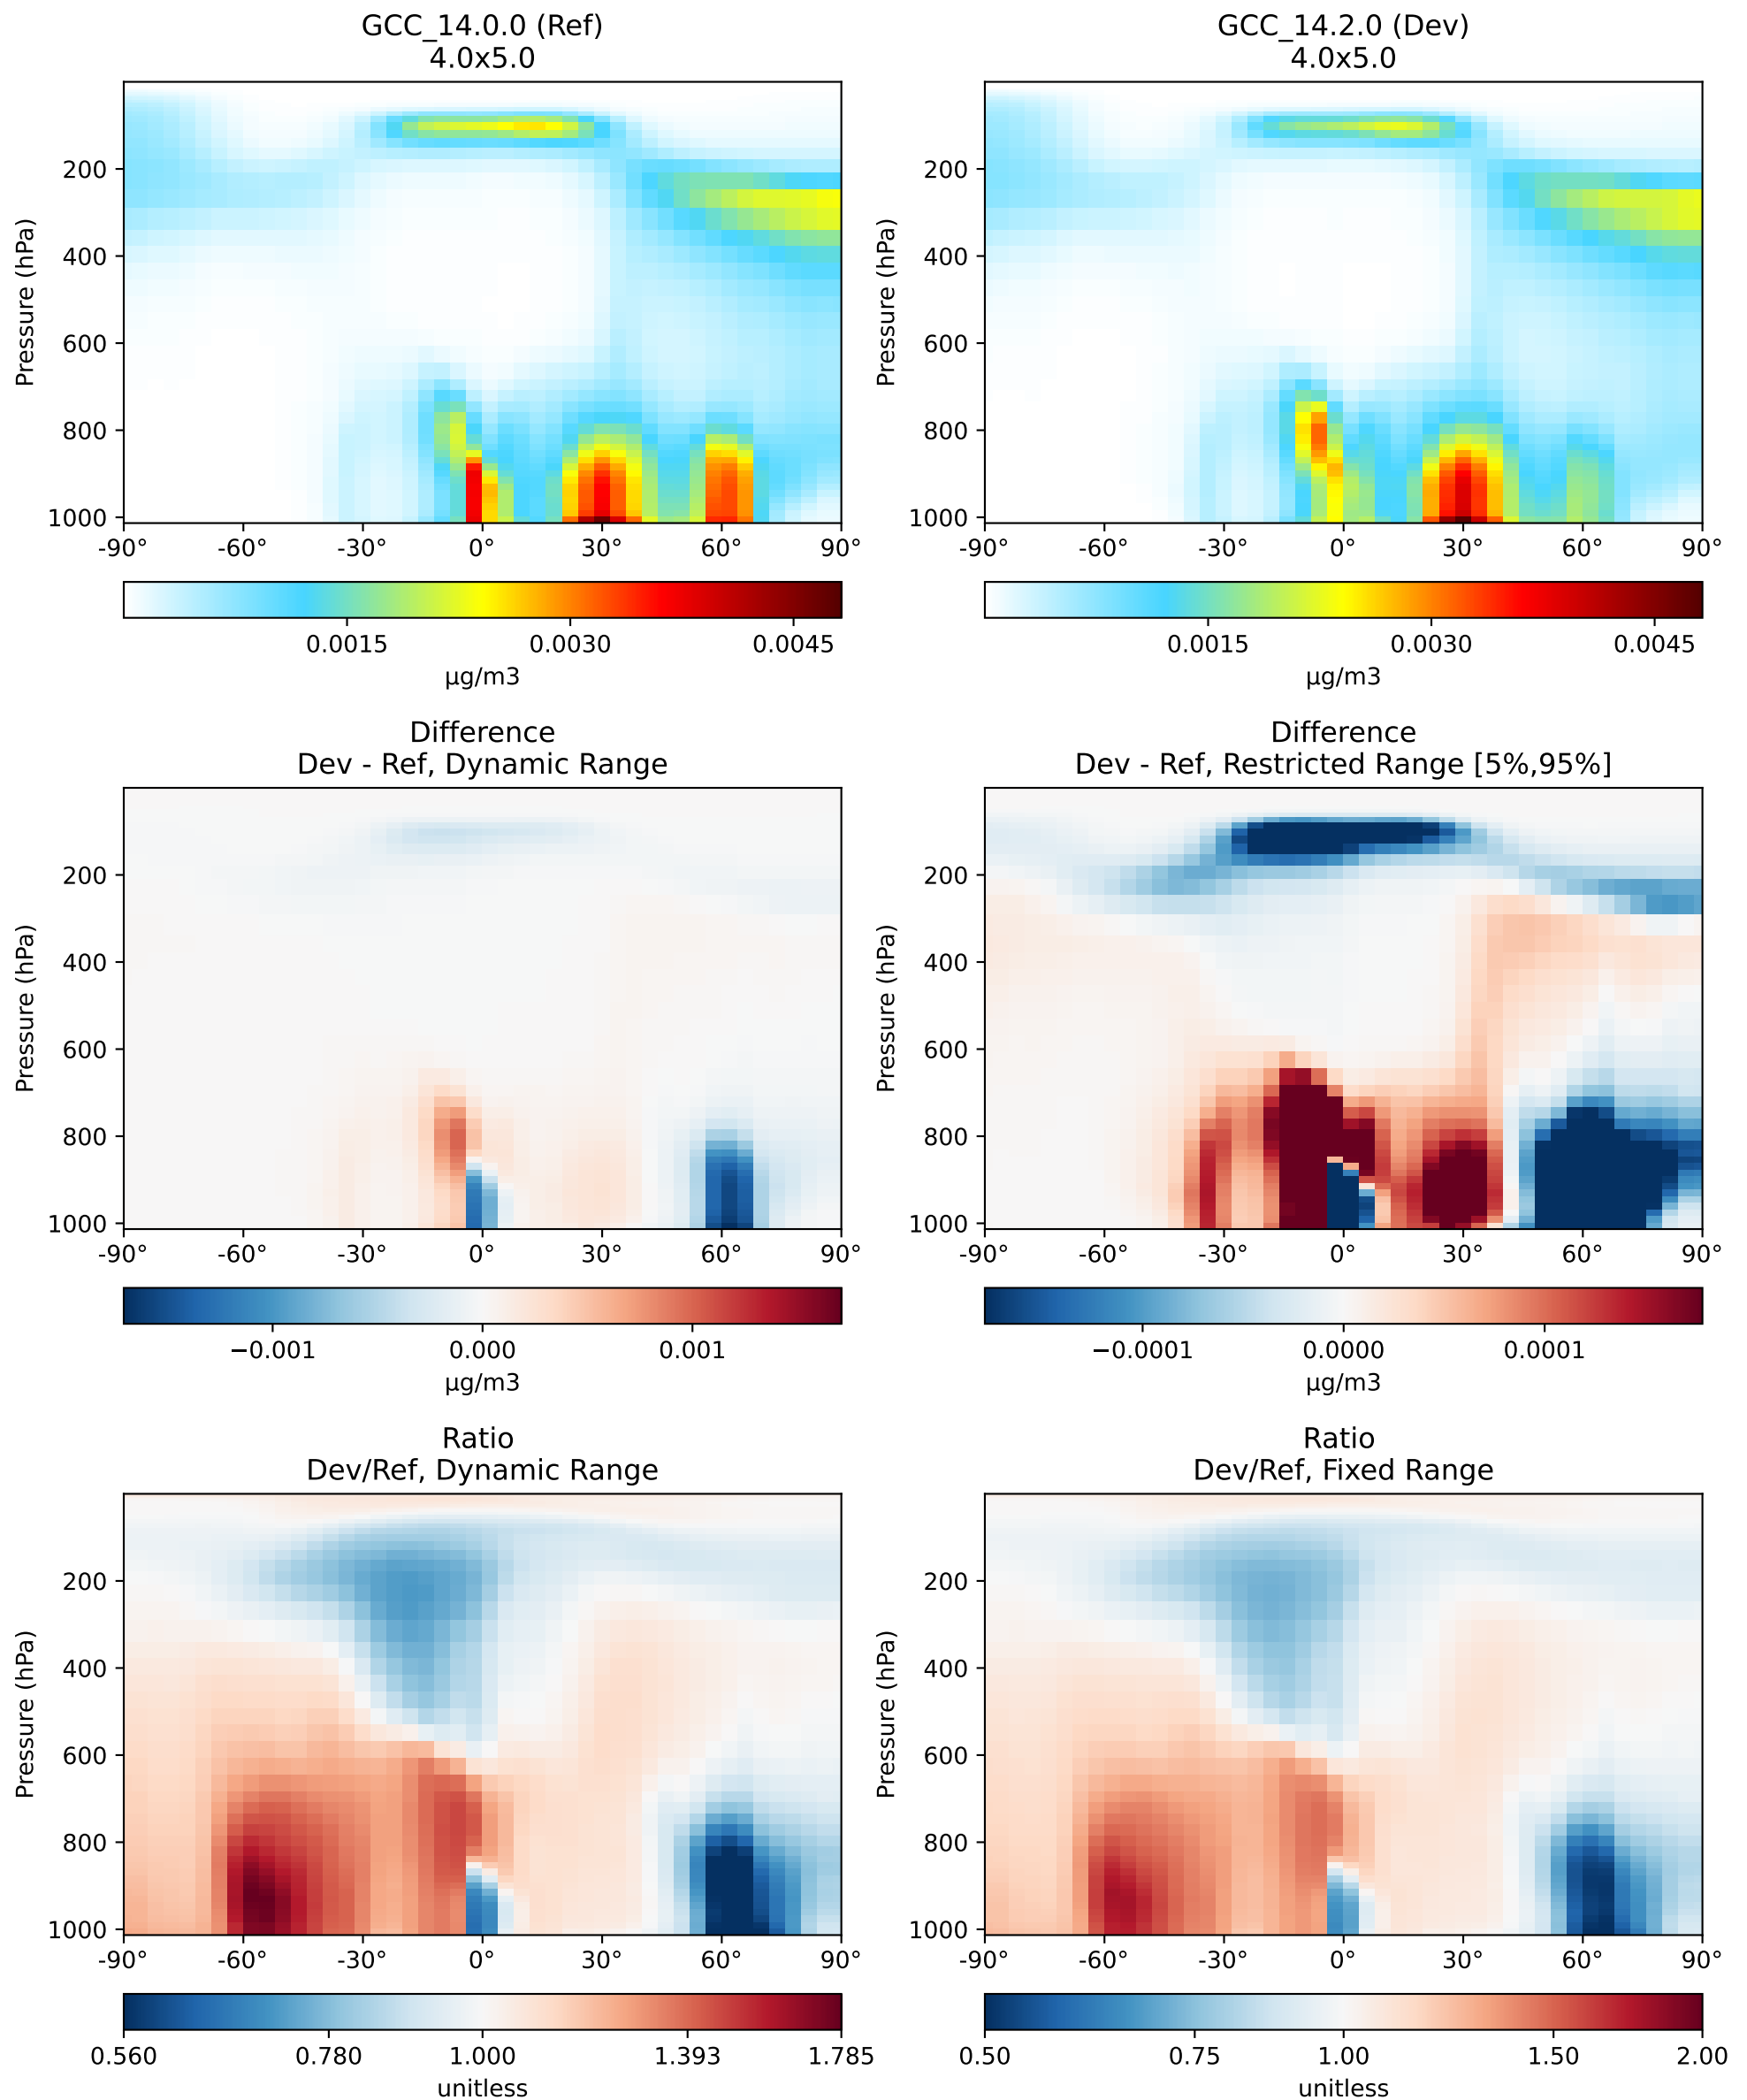 GCC_14.0.0 (Ref)
4.0x5.0
GCC_14.2.0 (Dev)
4.0x5.0
Pressure (hPa)
200
400
600
800
1000
-90° -60° -30° 0° 30° 60° 90°
0.0015 0.0030 0.0045
µg/m3
Pressure (hPa)
200
400
600
800
1000
-90° -60° -30° 0° 30° 60° 90°
0.0015 0.0030 0.0045
µg/m3
Difference
Dev - Ref, Dynamic Range
Pressure (hPa)
200
400
600
800
1000
-90° -60° -30° 0° 30° 60° 90°
−0.001 0.000 0.001
µg/m3
Difference
Dev - Ref, Restricted Range [5%,95%]
Pressure (hPa)
200
400
600
800
1000
-90° -60° -30° 0° 30° 60° 90°
−0.0001 0.0000 0.0001
µg/m3
Ratio
Dev/Ref, Dynamic Range
Pressure (hPa)
200
400
600
800
1000
-90° -60° -30° 0° 30° 60° 90°
0.560 0.780 1.000 1.393 1.785
unitless
Ratio
Dev/Ref, Fixed Range
Pressure (hPa)
200
400
600
800
1000
-90° -60° -30° 0° 30° 60° 90°
0.50 0.75 1.00 1.50 2.00
unitless